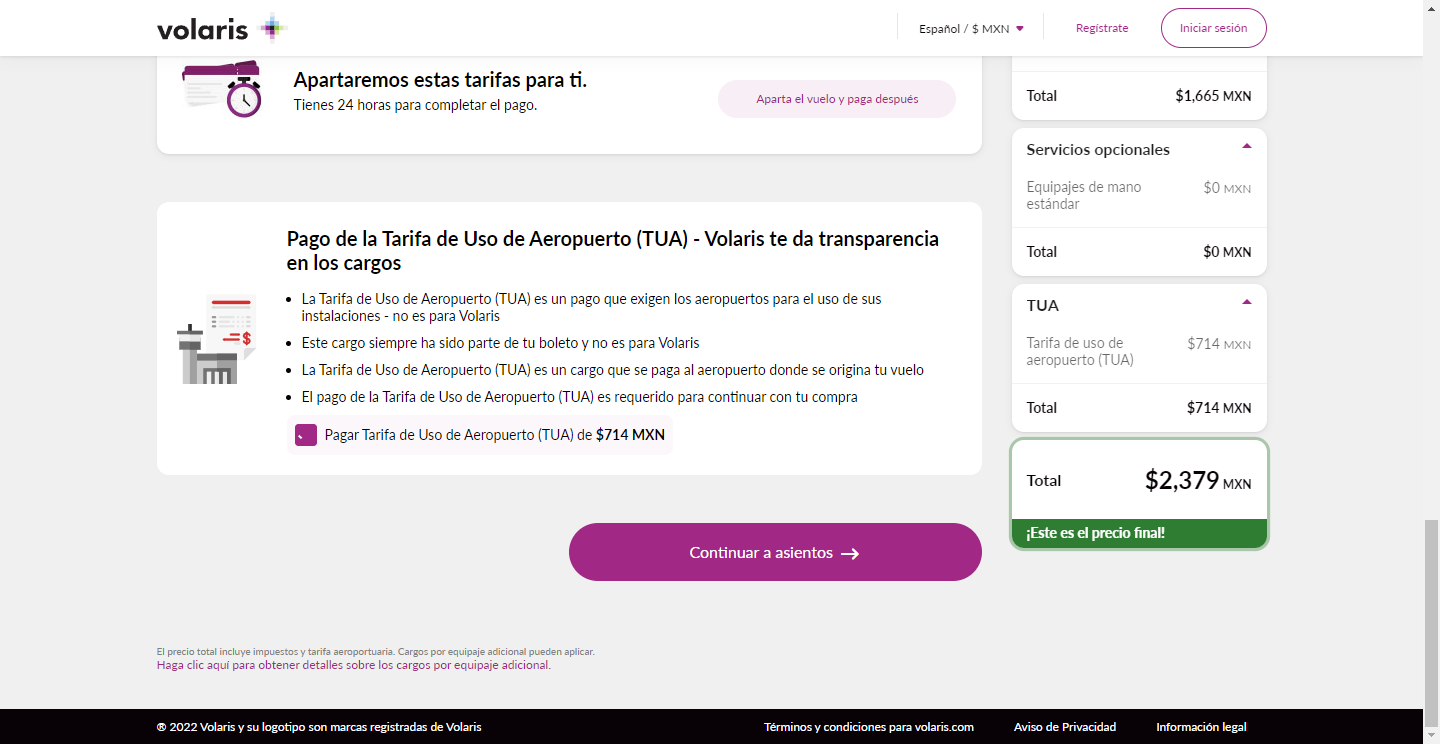 volaris
Español / $ MXN
Regístrate
Iniciar sesión
Apartaremos estas tarifas para ti.
Tienes 24 horas para completar el pago.
Aparta el vuelo y paga después
Pago de la Tarifa de Uso de Aeropuerto (TUA) - Volaris te da transparencia
en los cargos
La Tarifa de Uso de Aeropuerto (TUA) es un pago que exigen los aeropuertos para el uso de sus
instalaciones - no es para Volaris
Este cargo siempre ha sido parte de tu boleto y no es para Volaris
La Tarifa de Uso de Aeropuerto (TUA) es un cargo que se paga al aeropuerto donde se origina tu vuelo
El pago de la Tarifa de Uso de Aeropuerto (TUA) es requerido para continuar con tu compra
$
Pagar Tarifa de Uso de Aeropuerto (TUA) de $714 MXN
Continuar a asientos →
Total $1,665 MXN
Servicios opcionales
Equipajes de mano $0 MXN
estándar
Total $0 MXN
TUA
Tarifa de uso de $714 MXN
aeropuerto (TUA)
Total $714 MXN
Total $2,379 MXN
¡Este es el precio final!
El precio total incluye impuestos y tarifa aeroportuaria. Cargos por equipaje adicional pueden aplicar.
Haga clic aquí para obtener detalles sobre los cargos por equipaje adicional.
® 2022 Volaris y su logotipo son marcas registradas de Volaris
Términos y condiciones para volaris.com
Aviso de Privacidad
Información legal